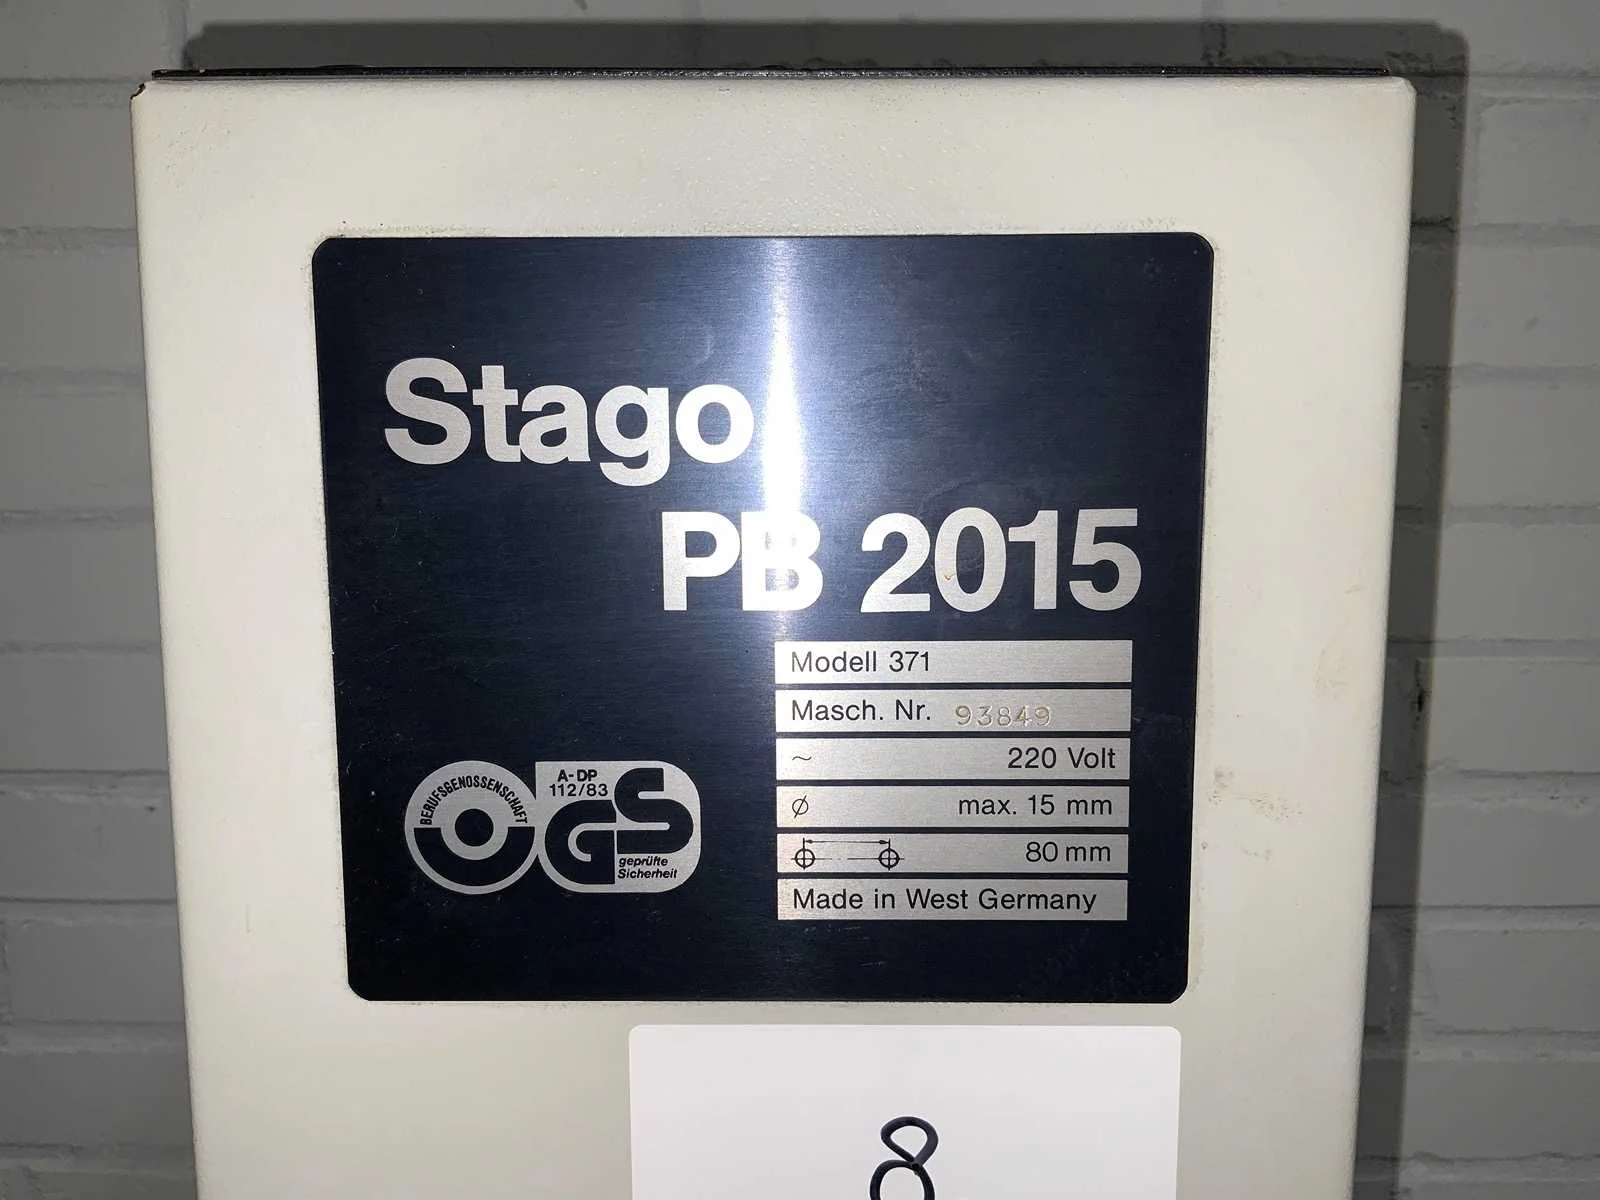 Stago
PB 2015
Modell 371
Masch. Nr. 93849
~ 220 Volt
⌀ max. 15 mm
80 mm
Made in West Germany
BERUFSGENOSSENSCHAFT
A-DP
112/83
GS
geprüfte
Sicherheit
8